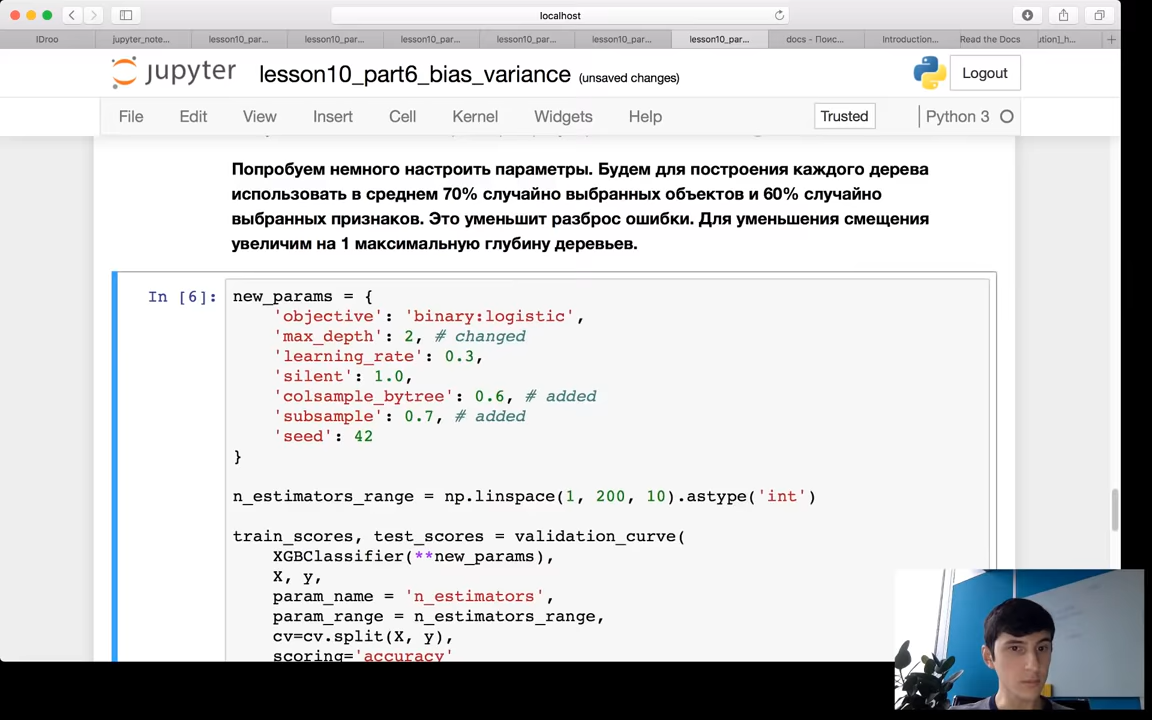 localhost
IDroo
jupyter_note...
lesson10_par...
lesson10_par...
lesson10_par...
lesson10_par...
lesson10_par...
lesson10_par...
docs - Поис...
Introduction...
Read the Docs
ution]_h...
jupyter
lesson10_part6_bias_variance (unsaved changes)
Logout
File Edit View Insert Cell Kernel Widgets Help
Trusted
Python 3
Попробуем немного настроить параметры. Будем для построения каждого дерева
использовать в среднем 70% случайно выбранных объектов и 60% случайно
выбранных признаков. Это уменьшит разброс ошибки. Для уменьшения смещения
увеличим на 1 максимальную глубину деревьев.
In [6]:
new_params = {
'objective': 'binary:logistic',
'max_depth': 2, # changed
'learning_rate': 0.3,
'silent': 1.0,
'colsample_bytree': 0.6, # added
'subsample': 0.7, # added
'seed': 42
}
n_estimators_range = np.linspace(1, 200, 10).astype('int')
train_scores, test_scores = validation_curve(
XGBClassifier(**new_params),
X, y,
param_name = 'n_estimators',
param_range = n_estimators_range,
cv=cv.split(X, y),
scoring='accuracy'